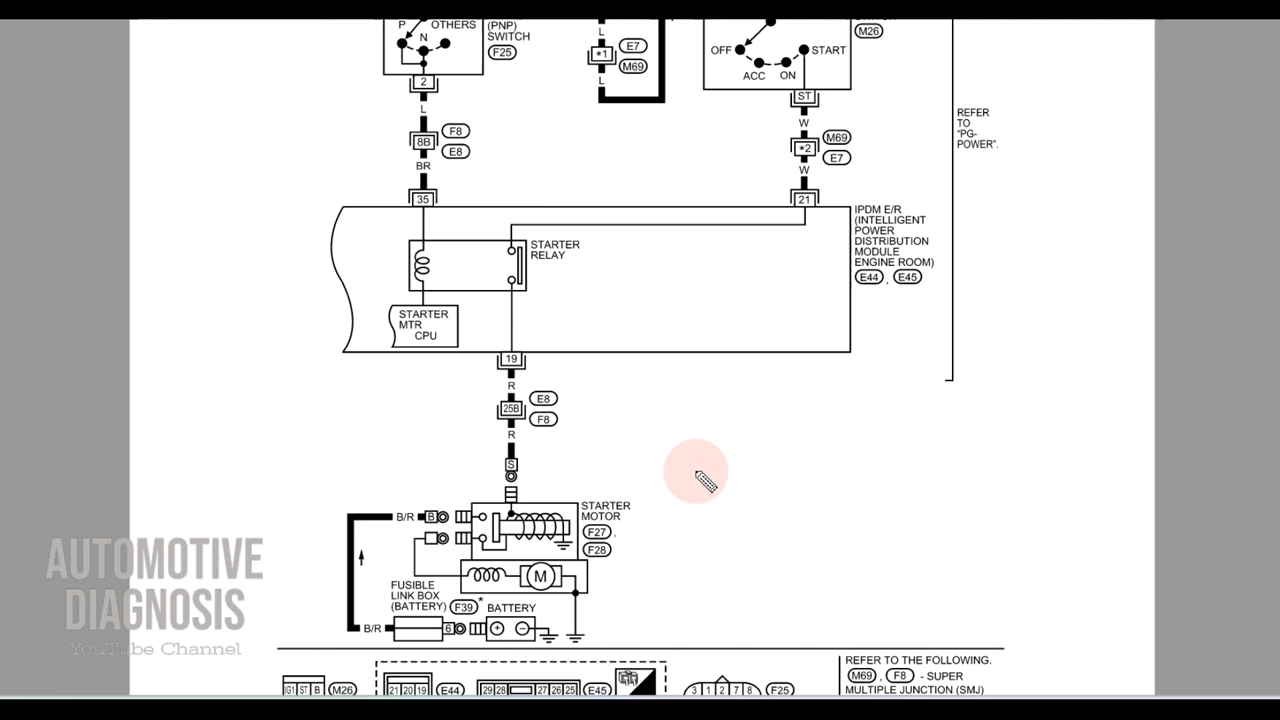 P
OTHERS
N
(PNP)
SWITCH
F25
2
L
8B
F8
E8
BR
35
L
*1
E7
M69
L
M26
OFF
START
ACC
ON
ST
W
*2
M69
E7
W
21
REFER
TO
"PG-
POWER".
IPDM E/R
(INTELLIGENT
POWER
DISTRIBUTION
MODULE
ENGINE ROOM)
E44 , E45
STARTER
RELAY
STARTER
MTR
CPU
19
R
25B
E8
F8
R
S
STARTER
MOTOR
F27 ,
F28
B/R
B
M
FUSIBLE
LINK BOX
(BATTERY)
F39 *
BATTERY
B/R
6
+ −
AUTOMOTIVE
DIAGNOSIS
YouTube Channel
IG1 ST B M26
21 20 19 E44
29 28 27 26 25 E45
3 1 2 7 8 F25
REFER TO THE FOLLOWING.
M69 , F8 - SUPER
MULTIPLE JUNCTION (SMJ)